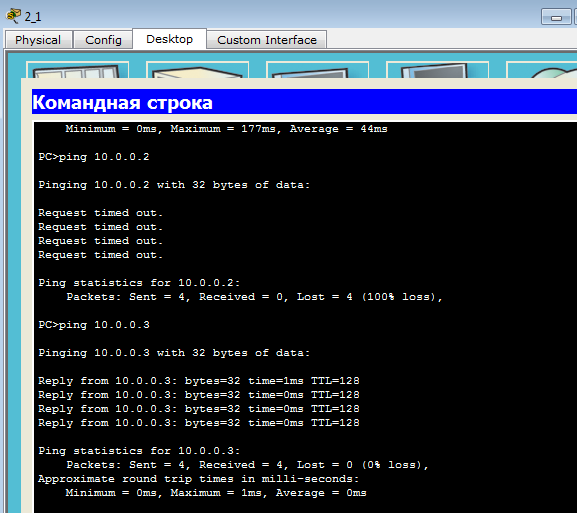 2_1
Physical Config Desktop Custom Interface
Командная строка
Minimum = 0ms, Maximum = 177ms, Average = 44ms
PC>ping 10.0.0.2
Pinging 10.0.0.2 with 32 bytes of data:
Request timed out.
Request timed out.
Request timed out.
Request timed out.
Ping statistics for 10.0.0.2:
Packets: Sent = 4, Received = 0, Lost = 4 (100% loss),
PC>ping 10.0.0.3
Pinging 10.0.0.3 with 32 bytes of data:
Reply from 10.0.0.3: bytes=32 time=1ms TTL=128
Reply from 10.0.0.3: bytes=32 time=0ms TTL=128
Reply from 10.0.0.3: bytes=32 time=0ms TTL=128
Reply from 10.0.0.3: bytes=32 time=0ms TTL=128
Ping statistics for 10.0.0.3:
Packets: Sent = 4, Received = 4, Lost = 0 (0% loss),
Approximate round trip times in milli-seconds:
Minimum = 0ms, Maximum = 1ms, Average = 0ms